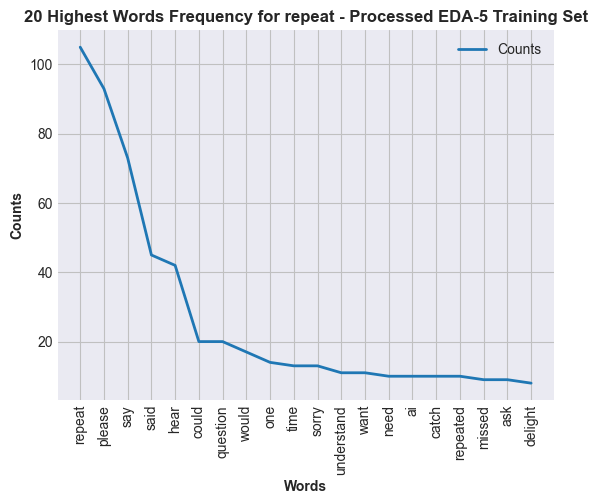 20 Highest Words Frequency for repeat - Processed EDA-5 Training Set
Counts
Counts
100
80
60
40
20
repeat
please
say
said
hear
could
question
would
one
time
sorry
understand
want
need
ai
catch
repeated
missed
ask
delight
Words